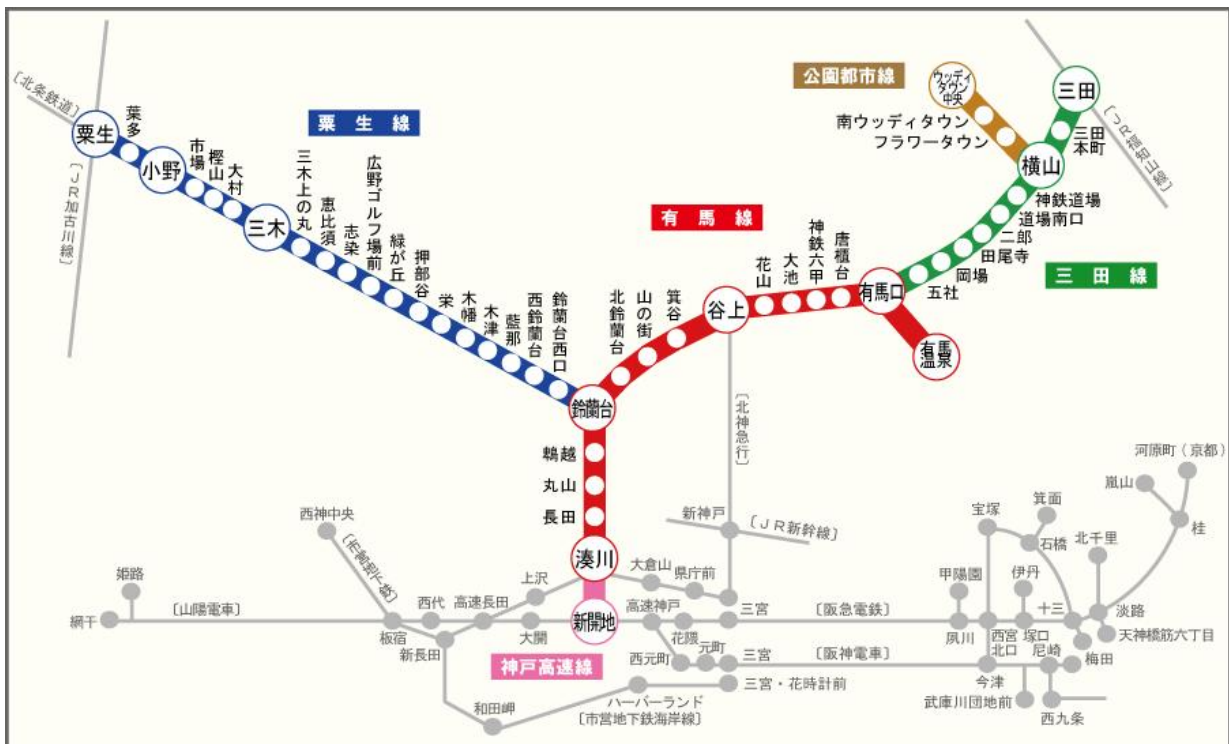 公園都市線
ウッディ
タウン
中央
三田
〔北条鉄道〕
粟生線
南ウッディタウン
フラワータウン
〔JR福知山線〕
粟生
葉多
三田
本町
小野
市場
樫山
大村
横山
三木
三木上の丸
恵比須
志染
広野ゴルフ場前
緑が丘
押部谷
栄
木幡
木津
藍那
西鈴蘭台
鈴蘭台西口
有馬線
神鉄道場
道場南口
二郎
田尾寺
岡場
五社
三田線
〔JR加古川線〕
北鈴蘭台
山の街
箕谷
谷上
花山
大池
神鉄六甲
唐櫃台
有馬口
有馬
温泉
鈴蘭台
〔北神急行〕
鵯越
丸山
長田
河原町(京都)
嵐山
箕面
宝塚
西神中央
新神戸
〔JR新幹線〕
石橋
北千里
桂
湊川
〔市営地下鉄〕
大倉山
県庁前
姫路
上沢
甲陽園
伊丹
〔山陽電車〕
西代
高速長田
高速神戸
三宮
〔阪急電鉄〕
十三
淡路
網干
板宿
大開
新開地
花隈
夙川
西宮
北口
塚口
天神橋筋六丁目
新長田
神戸高速線
西元町
元町
三宮
〔阪神電車〕
尼崎
梅田
今津
三宮・花時計前
和田岬
ハーバーランド
〔市営地下鉄海岸線〕
武庫川団地前
西九条